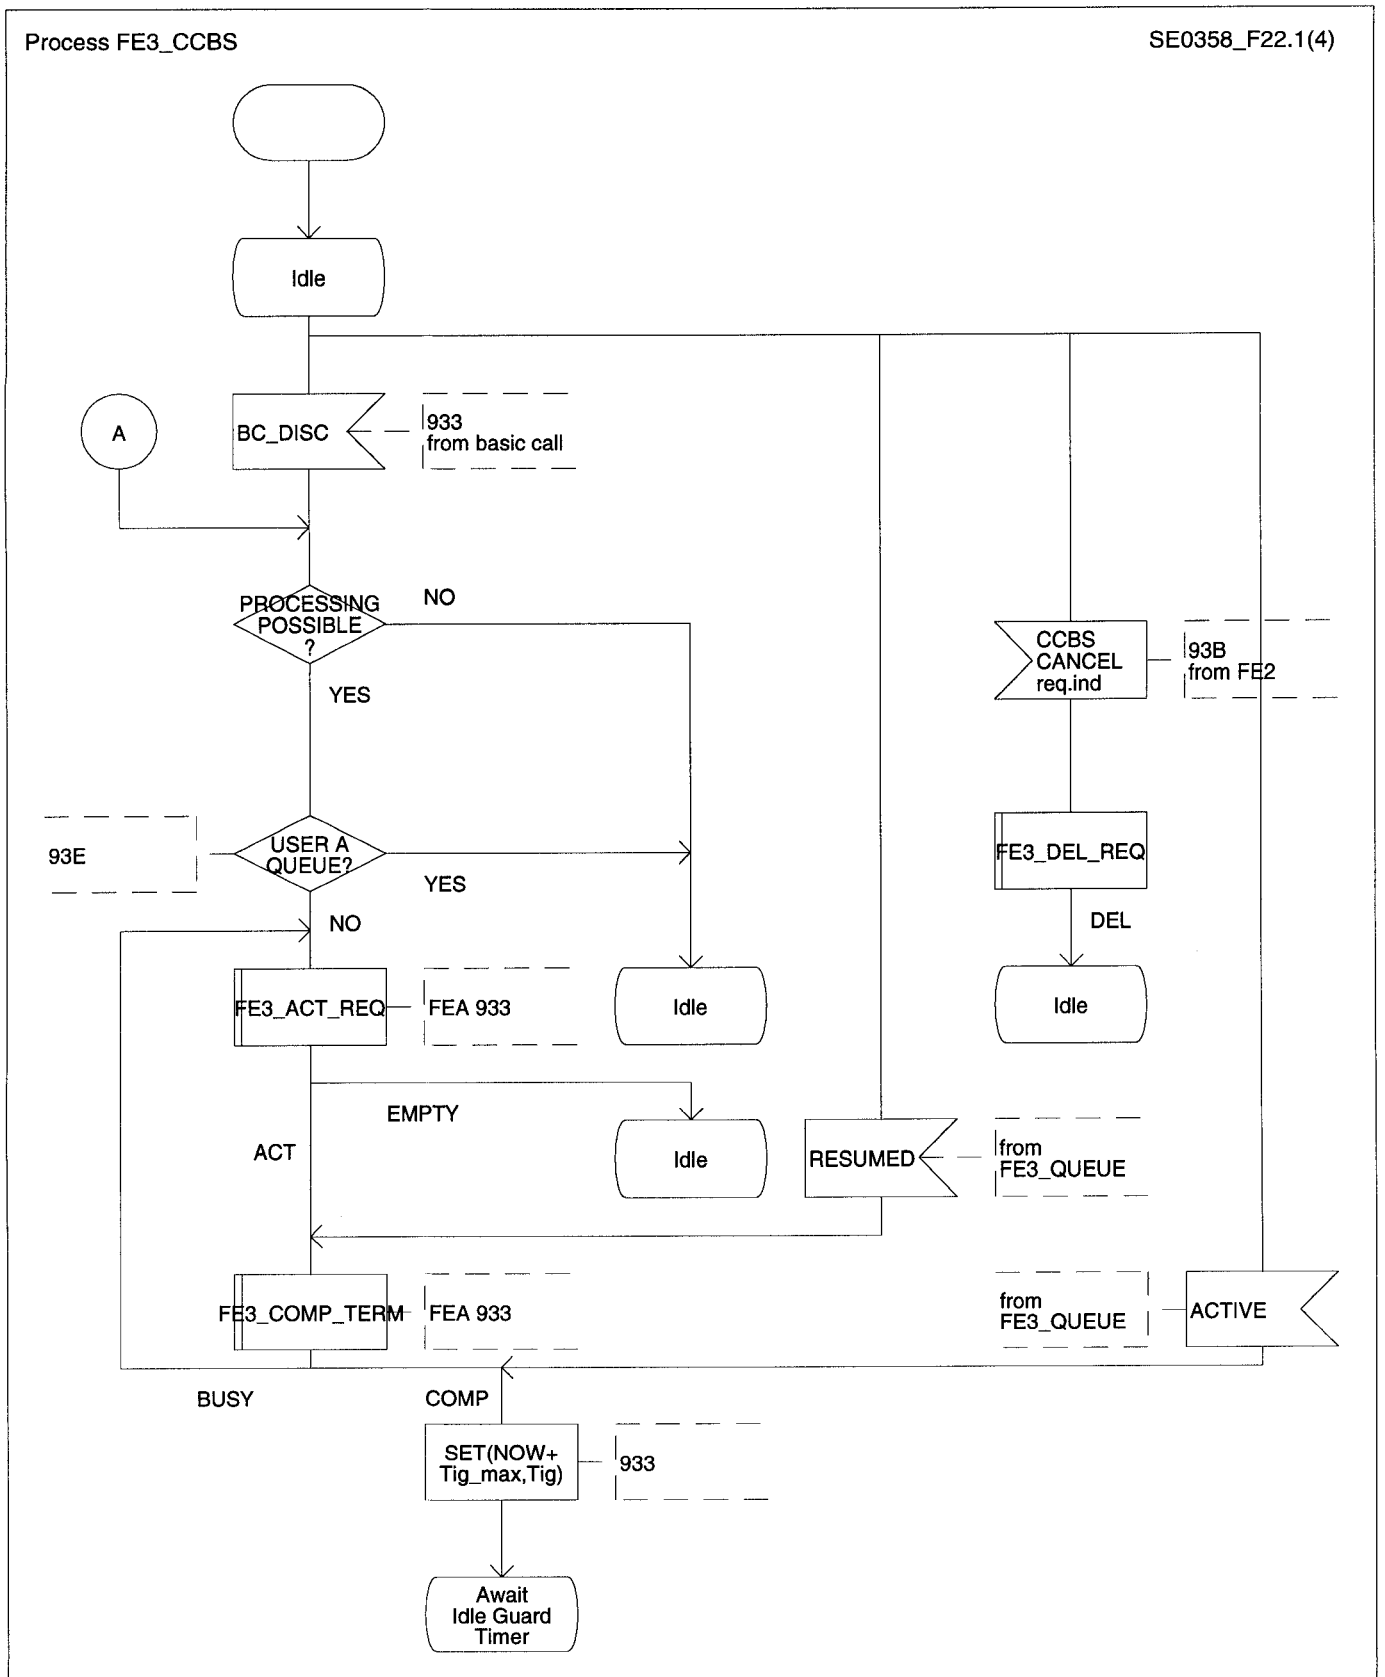 Process FE3_CCBS
SE0358_F22.1(4)
Idle
A
BC_DISC
933
from basic call
PROCESSING
POSSIBLE
?
NO
YES
CCBS
CANCEL
req.ind
93B
from FE2
93E
USER A
QUEUE?
YES
NO
FE3_DEL_REQ
DEL
FE3_ACT_REQ
FEA 933
Idle
Idle
EMPTY
ACT
Idle
RESUMED
from
FE3_QUEUE
FE3_COMP_TERM
FEA 933
from
FE3_QUEUE
ACTIVE
BUSY
COMP
SET(NOW+
Tig_max,Tig)
933
Await
Idle Guard
Timer